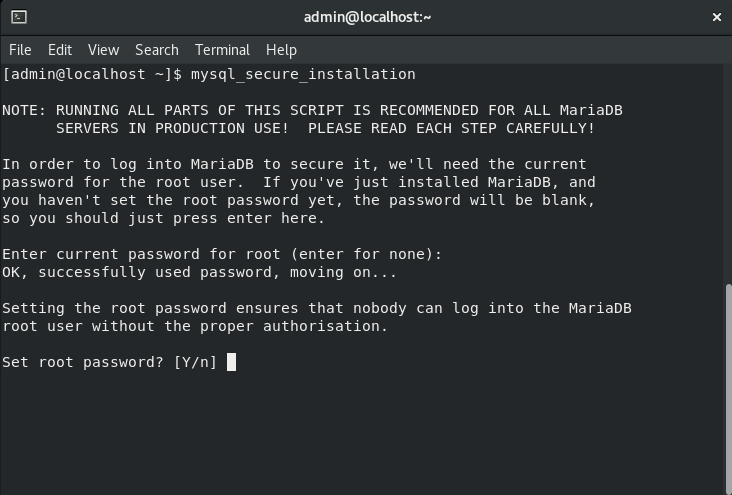 admin@localhost:~
File Edit View Search Terminal Help
[admin@localhost ~]$ mysql_secure_installation
NOTE: RUNNING ALL PARTS OF THIS SCRIPT IS RECOMMENDED FOR ALL MariaDB
SERVERS IN PRODUCTION USE!  PLEASE READ EACH STEP CAREFULLY!
In order to log into MariaDB to secure it, we'll need the current
password for the root user.  If you've just installed MariaDB, and
you haven't set the root password yet, the password will be blank,
so you should just press enter here.
Enter current password for root (enter for none):
OK, successfully used password, moving on...
Setting the root password ensures that nobody can log into the MariaDB
root user without the proper authorisation.
Set root password? [Y/n]